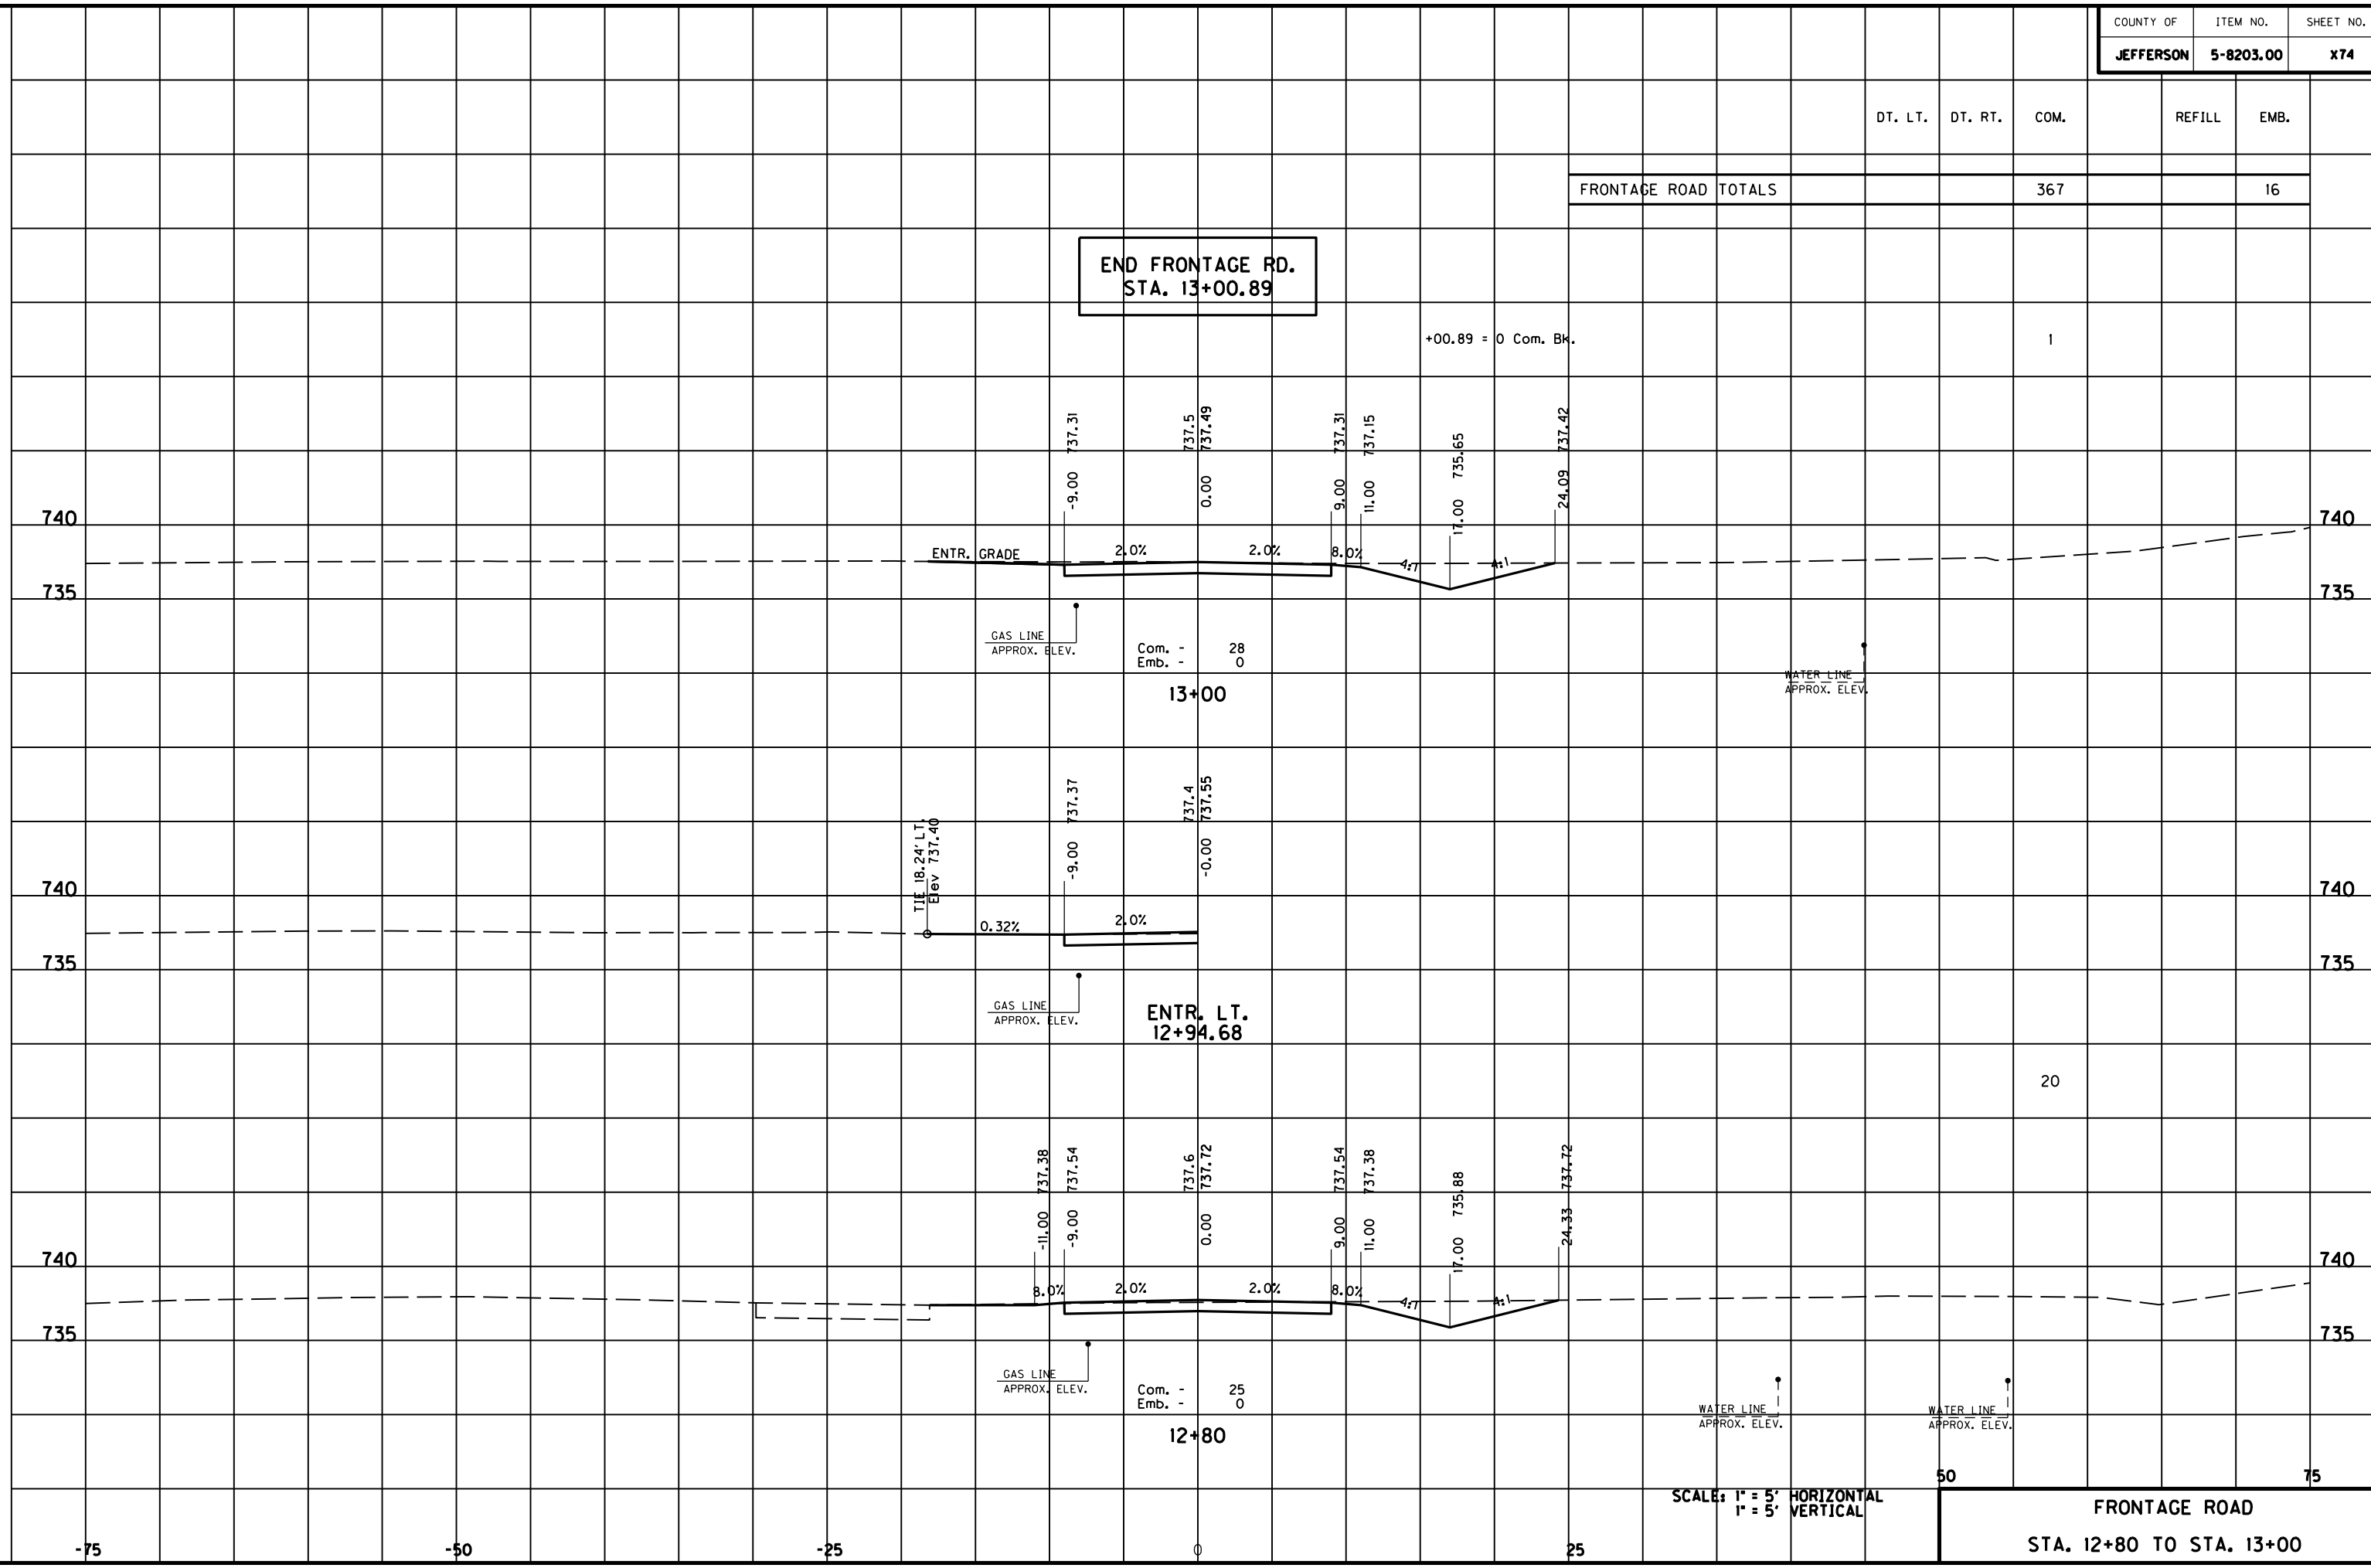 COUNTY OF ITEM NO. SHEET NO.
JEFFERSON 5-8203.00 X74
DT. LT. DT. RT. COM. REFILL EMB.
FRONTAGE ROAD TOTALS 367 16
END FRONTAGE RD.
STA. 13+00.89
+00.89 = 0 Com. Bk. 1
-9.00 737.31
737.5
0.00 737.49
9.00 737.31
11.00 737.15
17.00 735.65
24.09 737.42
740 740
ENTR. GRADE 2.0% 2.0% 8.0% 4:1 4:1
735 735
GAS LINE
APPROX. ELEV.
Com. - 28
Emb. - 0
WATER LINE
APPROX. ELEV.
13+00
TIE 18.24' LT.
Elev 737.40
-9.00 737.37
737.4
-0.00 737.55
740 740
0.32% 2.0%
735 735
GAS LINE
APPROX. ELEV.
ENTR. LT.
12+94.68
20
-11.00 737.38
-9.00 737.54
737.6
0.00 737.72
9.00 737.54
11.00 737.38
17.00 735.88
24.33 737.72
740 740
8.0% 2.0% 2.0% 8.0% 4:1 4:1
735 735
GAS LINE
APPROX. ELEV.
Com. - 25
Emb. - 0
WATER LINE
APPROX. ELEV.
WATER LINE
APPROX. ELEV.
12+80
50 75
SCALE: 1" = 5' HORIZONTAL
1" = 5' VERTICAL
FRONTAGE ROAD
STA. 12+80 TO STA. 13+00
-75 -50 -25 0 25